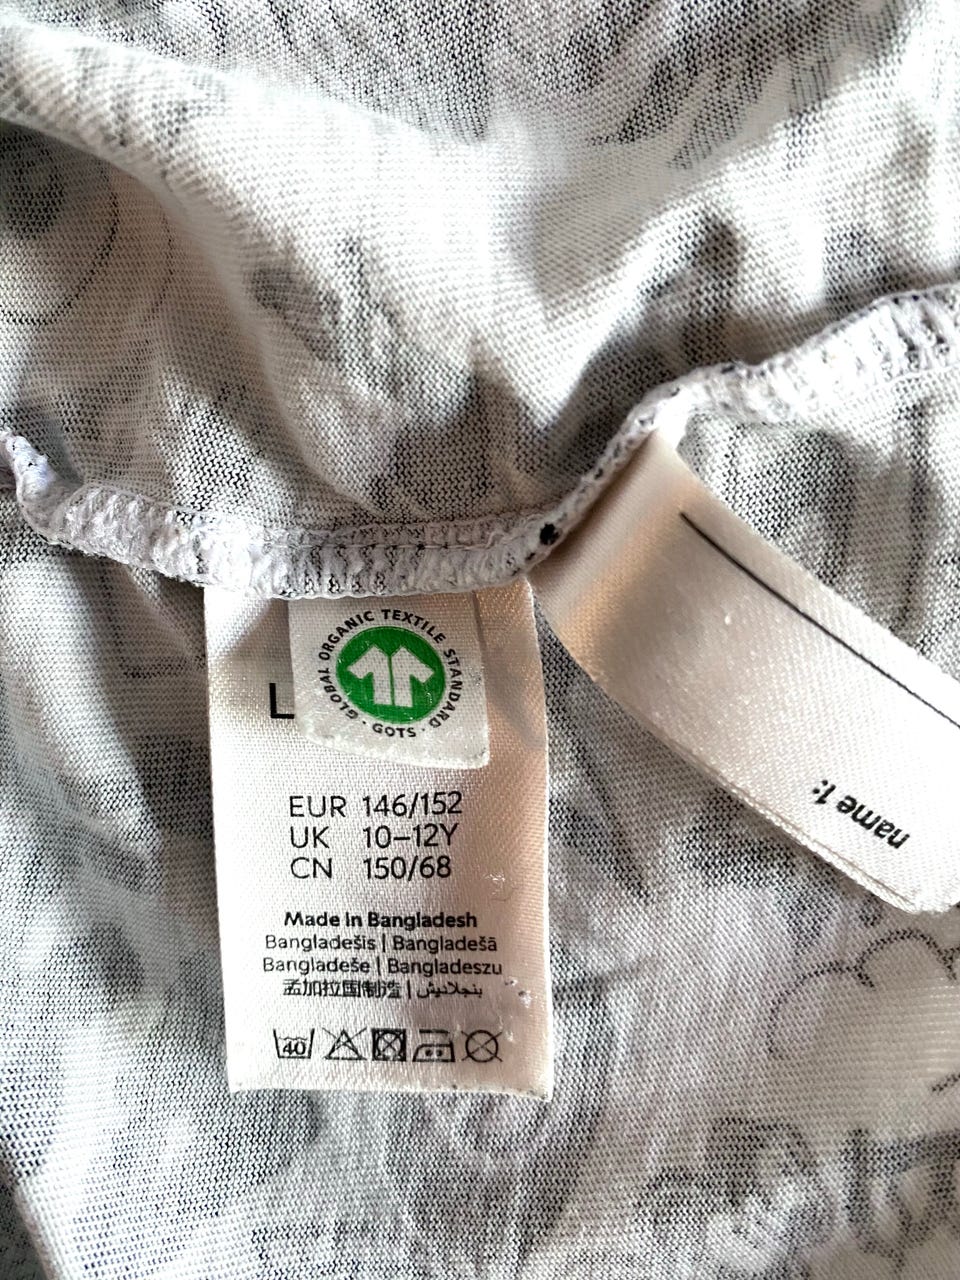 GLOBAL ORGANIC TEXTILE STANDARD · GOTS ·
L
EUR 146/152
UK 10–12Y
CN 150/68
Made in Bangladesh
Bangladešis | Bangladešā
Bangladeše | Bangladeszu
孟加拉国制造 | بنجلاديش
40
name 1: